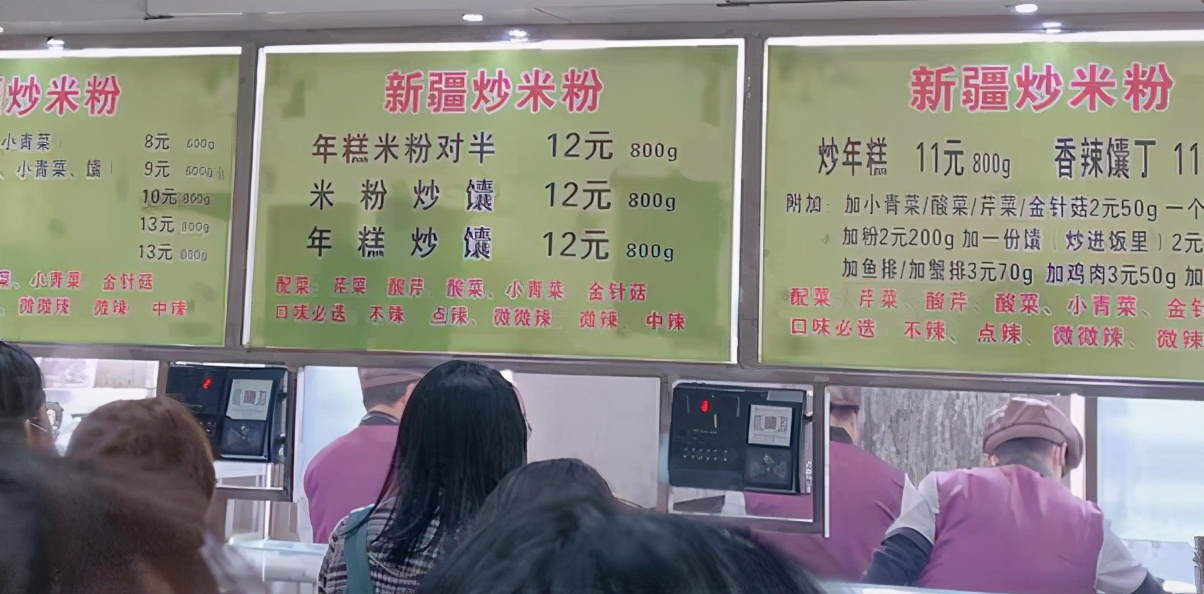 炒米粉
小青菜） 8元 800g
、小青菜、馕 9元
10元 800g
13元 800g
13元
菜、小青菜 金针菇
、微微辣 微辣 中辣
新疆炒米粉
年糕米粉对半 12元 800g
米粉炒馕 12元 800g
年糕炒馕 12元 800g
配菜 芹菜 酸芹 酸菜、小青菜 金针菇
口味必选 不辣 点辣、微微辣 微辣 中辣
新疆炒米粉
炒年糕 11元 800g 香辣馕丁 11
附加: 加小青菜/酸菜/芹菜/金针菇2元50g 一个
加粉2元200g 加一份馕（炒进饭里）2元
加鱼排/加蟹排3元70g 加鸡肉3元50g 加
配菜 芹菜、酸芹、酸菜、小青菜、金针
口味必选 不辣、点辣、微微辣、微辣